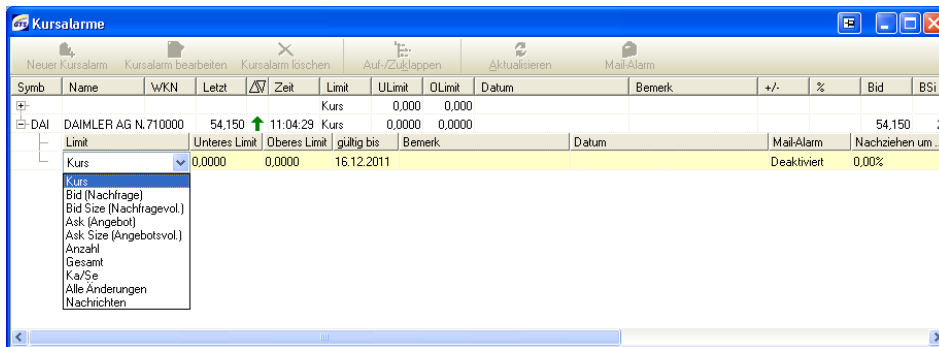 GTS Kursalarme
Neuer Kursalarm Kursalarm bearbeiten Kursalarm löschen Auf-/Zuklappen Aktualisieren Mail-Alarm
Symb Name WKN Letzt Zeit Limit ULimit OLimit Datum Bemerk +/- % Bid BSi
Kurs 0,000 0,000
DAI DAIMLER AG N. 710000 54,150 11:04:29 Kurs 0,0000 0,0000 54,150
Limit Unteres Limit Oberes Limit gültig bis Bemerk Datum Mail-Alarm Nachziehen um ..
Kurs 0,0000 0,0000 16.12.2011 Deaktiviert 0,00%
Kurs
Bid (Nachfrage)
Bid Size (Nachfragevol.)
Ask (Angebot)
Ask Size (Angebotsvol.)
Anzahl
Gesamt
Ka/Se
Alle Änderungen
Nachrichten